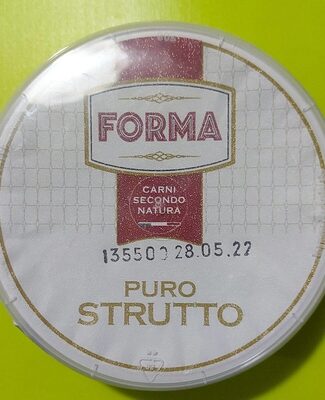 FORMA
CARNI
SECONDO
NATURA
135500 28.05.22
PURO
STRUTTO